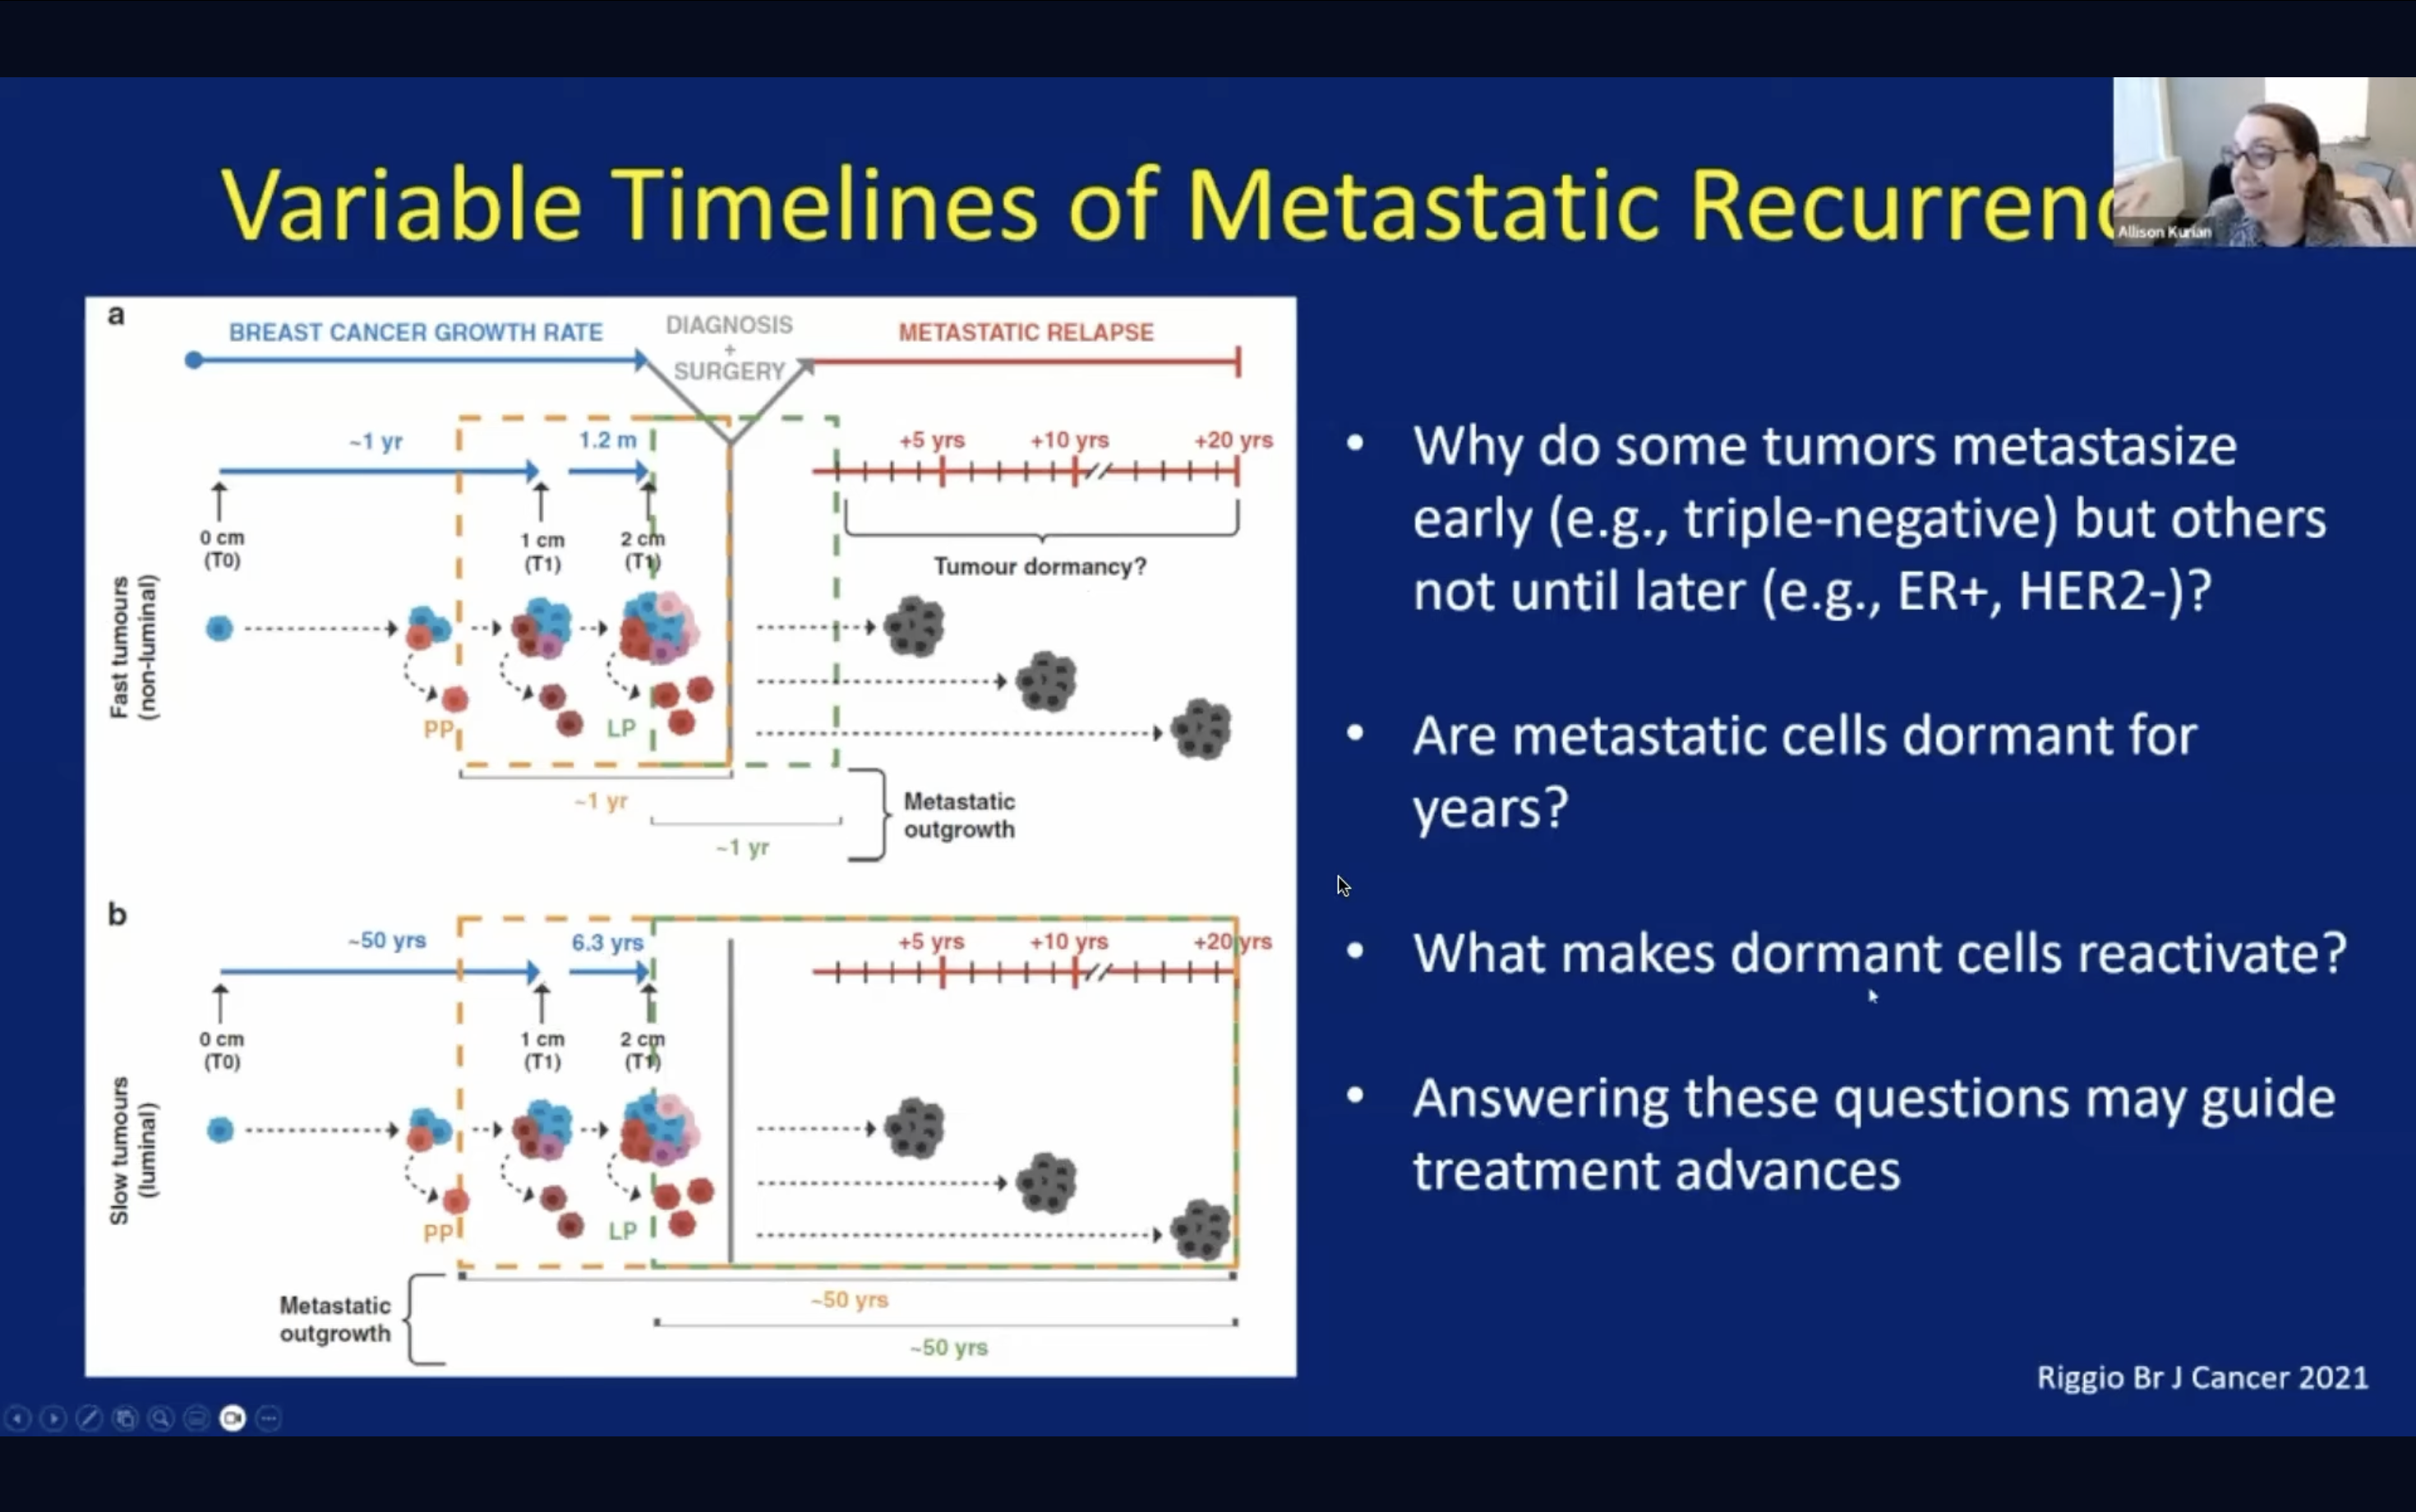 Variable Timelines of Metastatic Recurrenc
Allison Kurian
a
BREAST CANCER GROWTH RATE
DIAGNOSIS
+
SURGERY
METASTATIC RELAPSE
~1 yr
1.2 m
+5 yrs
+10 yrs
+20 yrs
0 cm
(T0)
1 cm
(T1)
2 cm
(T1)
Tumour dormancy?
Fast tumours
(non-luminal)
PP
LP
~1 yr
~1 yr
Metastatic
outgrowth
b
~50 yrs
6.3 yrs
+5 yrs
+10 yrs
+20 yrs
0 cm
(T0)
1 cm
(T1)
2 cm
(T1)
Slow tumours
(luminal)
PP
LP
Metastatic
outgrowth
~50 yrs
~50 yrs
• Why do some tumors metastasize
early (e.g., triple-negative) but others
not until later (e.g., ER+, HER2-)?
• Are metastatic cells dormant for
years?
• What makes dormant cells reactivate?
• Answering these questions may guide
treatment advances
Riggio Br J Cancer 2021